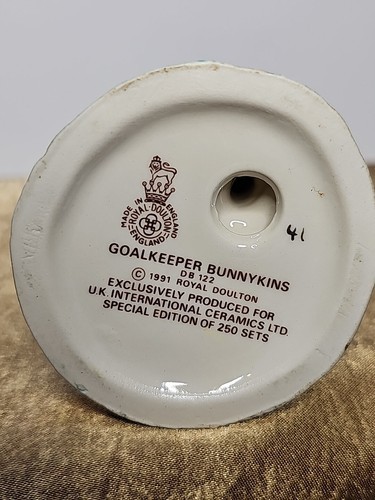 MADE IN ENGLAND
ROYAL·DOULTON
ENGLAND
41
GOALKEEPER BUNNYKINS
DB 122
© 1991 ROYAL DOULTON
EXCLUSIVELY PRODUCED FOR
U.K. INTERNATIONAL CERAMICS LTD.
SPECIAL EDITION OF 250 SETS